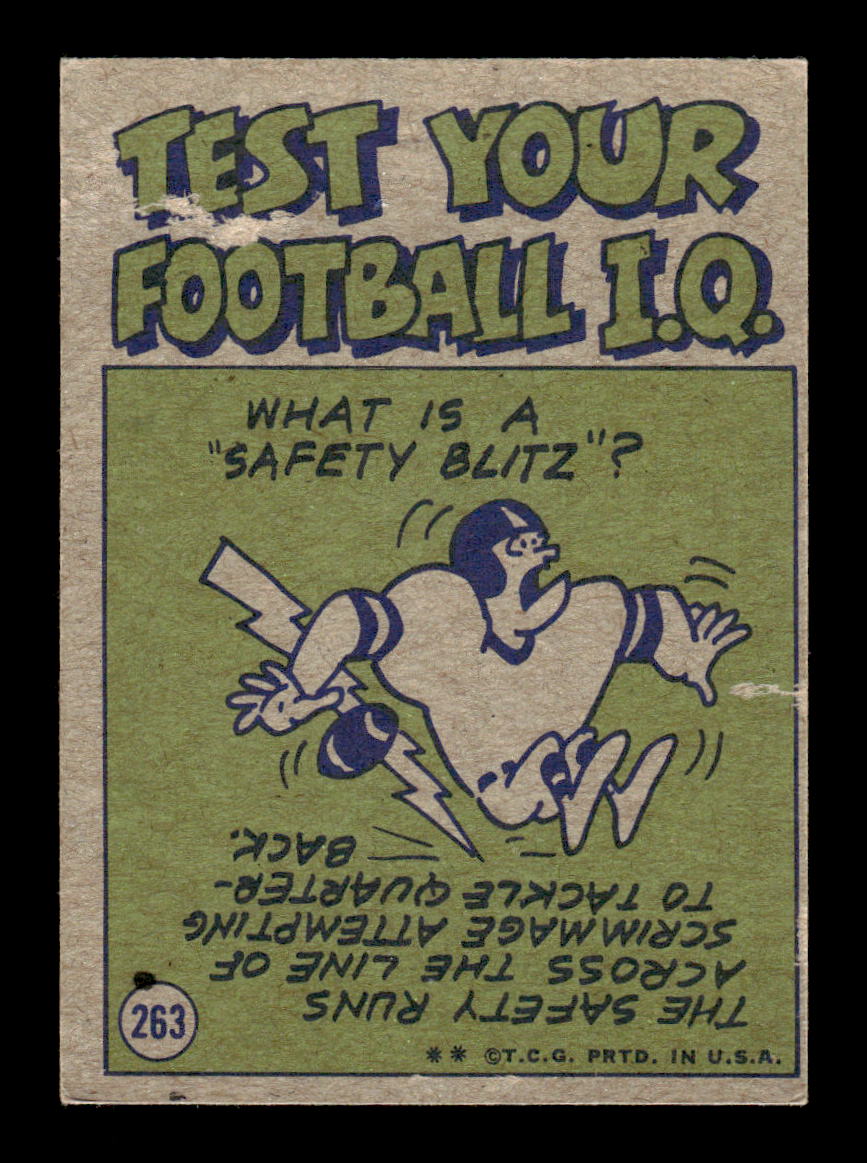 TEST YOUR
FOOTBALL I.Q.
WHAT IS A
"SAFETY BLITZ"?
THE SAFETY RUNS
ACROSS THE LINE OF
SCRIMMAGE ATTEMPTING
TO TACKLE QUARTER-
BACK.
263
** ©T.C.G. PRTD. IN U.S.A.